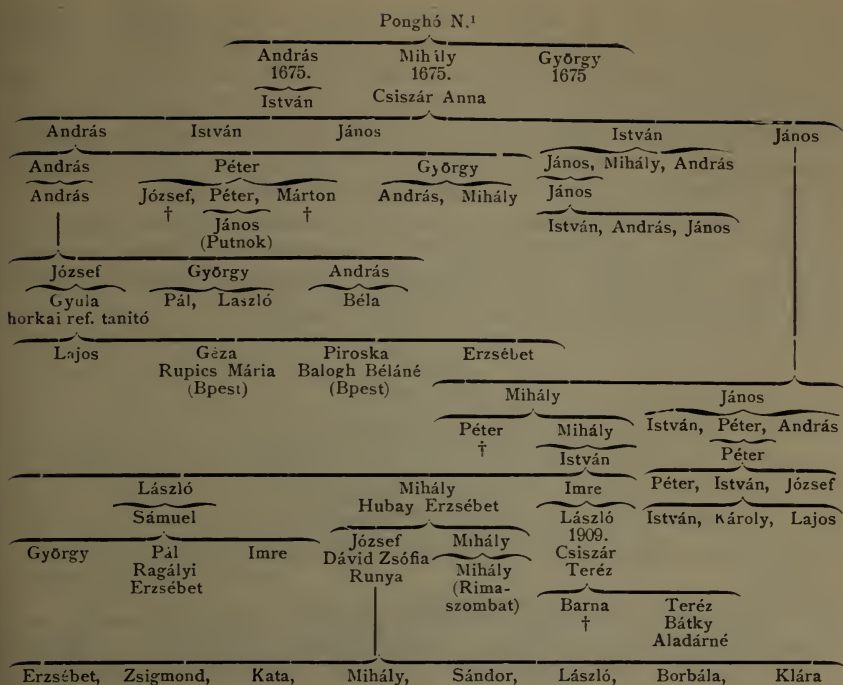 Ponghó N.¹
András Mihály György
1675. 1675. 1675
István Csiszár Anna
András István János István János
András Péter György János, Mihály, András
András József, Péter, Márton András, Mihály János
† János † István, András, János
(Putnok)
József György András
Gyula Pál, László Béla
horkai ref. tanitó
Lajos Géza Piroska Erzsébet
Rupics Mária Balogh Béláné
(Bpest) (Bpest)
Mihály János
Péter Mihály István, Péter, András
† István Péter
László Mihály Imre Péter, István, József
Sámuel Hubay Erzsébet László István, Károly, Lajos
György Pál Imre József Mihály 1909.
Ragályi Dávid Zsófia Mihály Csiszár
Erzsébet Runya (Rima- Teréz
szombat) Barna Teréz
† Bátky
Aladárné
Erzsébet, Zsigmond, Kata, Mihály, Sándor, László, Borbála, Klára